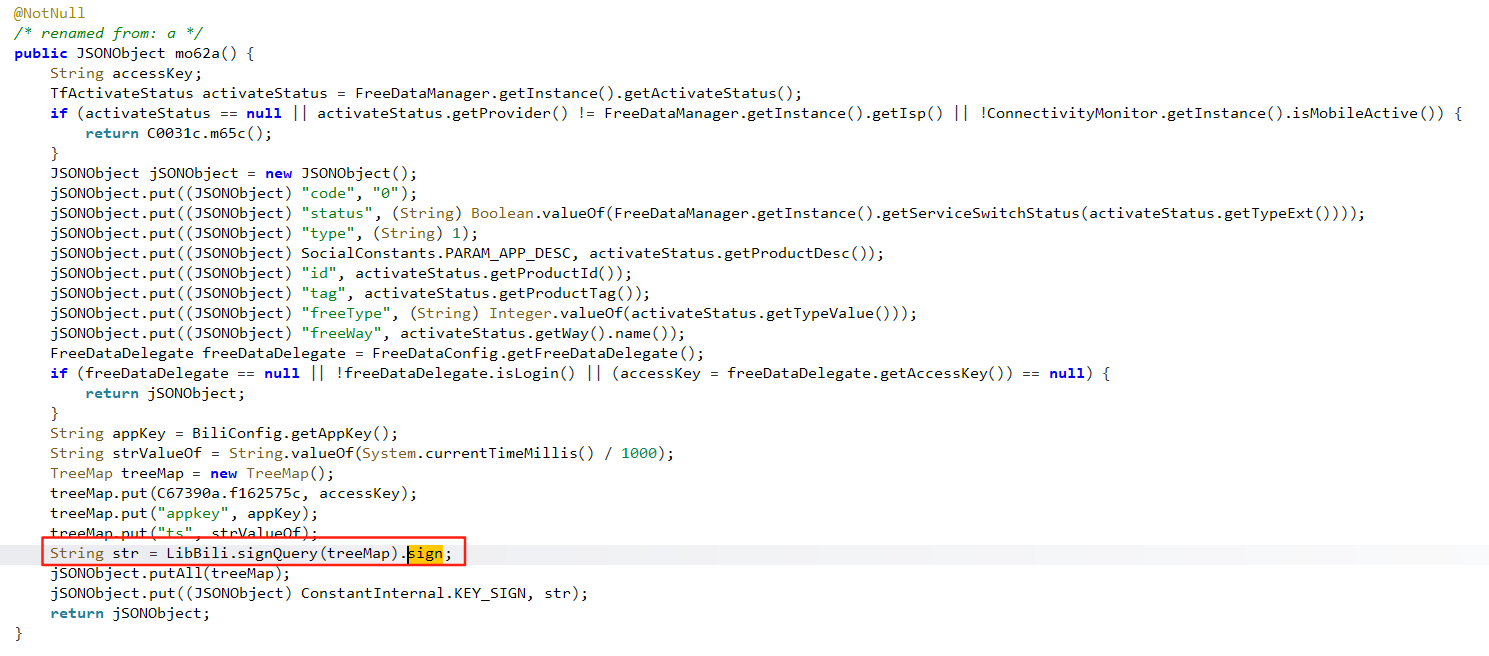 @NotNull
/* renamed from: a */
public JSONObject mo62a() {
    String accessKey;
    TfActivateStatus activateStatus = FreeDataManager.getInstance().getActivateStatus();
    if (activateStatus == null || activateStatus.getProvider() != FreeDataManager.getInstance().getIsp() || !ConnectivityMonitor.getInstance().isMobileActive()) {
        return C0031c.m65c();
    }
    JSONObject jSONObject = new JSONObject();
    jSONObject.put((JSONObject) "code", "0");
    jSONObject.put((JSONObject) "status", (String) Boolean.valueOf(FreeDataManager.getInstance().getServiceSwitchStatus(activateStatus.getTypeExt())));
    jSONObject.put((JSONObject) "type", (String) 1);
    jSONObject.put((JSONObject) SocialConstants.PARAM_APP_DESC, activateStatus.getProductDesc());
    jSONObject.put((JSONObject) "id", activateStatus.getProductId());
    jSONObject.put((JSONObject) "tag", activateStatus.getProductTag());
    jSONObject.put((JSONObject) "freeType", (String) Integer.valueOf(activateStatus.getTypeValue()));
    jSONObject.put((JSONObject) "freeWay", activateStatus.getWay().name());
    FreeDataDelegate freeDataDelegate = FreeDataConfig.getFreeDataDelegate();
    if (freeDataDelegate == null || !freeDataDelegate.isLogin() || (accessKey = freeDataDelegate.getAccessKey()) == null) {
        return jSONObject;
    }
    String appKey = BiliConfig.getAppKey();
    String strValueOf = String.valueOf(System.currentTimeMillis() / 1000);
    TreeMap treeMap = new TreeMap();
    treeMap.put(C67390a.f162575c, accessKey);
    treeMap.put("appkey", appKey);
    treeMap.put("ts", strValueOf);
    String str = LibBili.signQuery(treeMap).sign;
    jSONObject.putAll(treeMap);
    jSONObject.put((JSONObject) ConstantInternal.KEY_SIGN, str);
    return jSONObject;
}